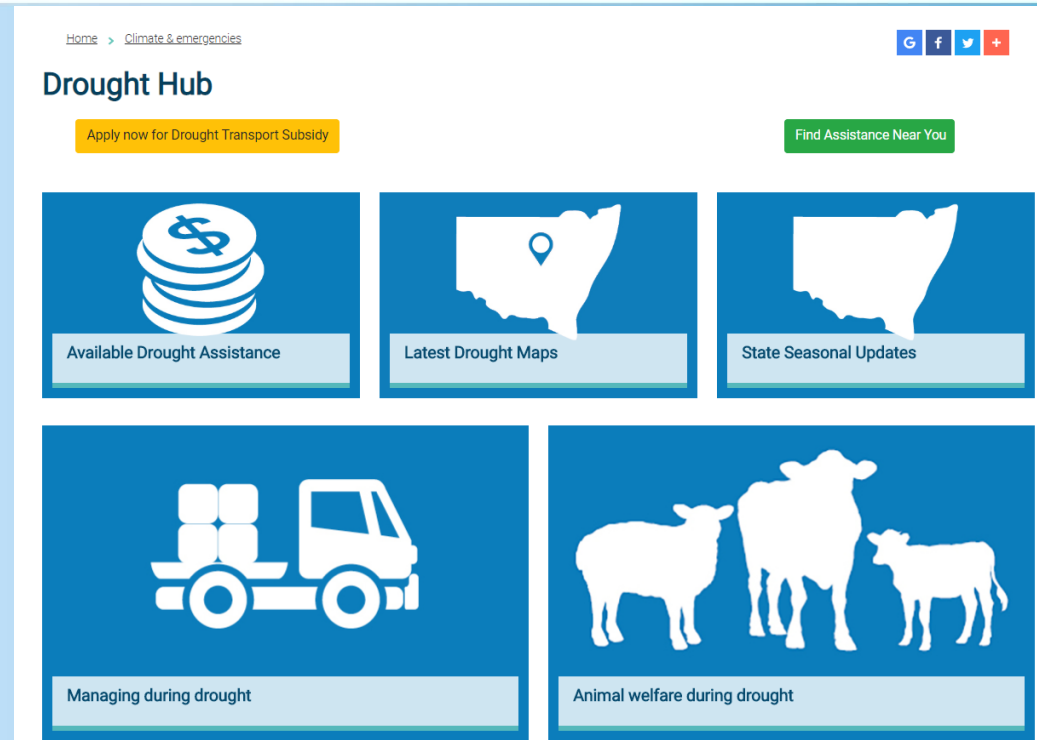 Home > Climate & emergencies
G f +
Drought Hub
Apply now for Drought Transport Subsidy
Find Assistance Near You
$
Available Drought Assistance
Latest Drought Maps
State Seasonal Updates
Managing during drought
Animal welfare during drought